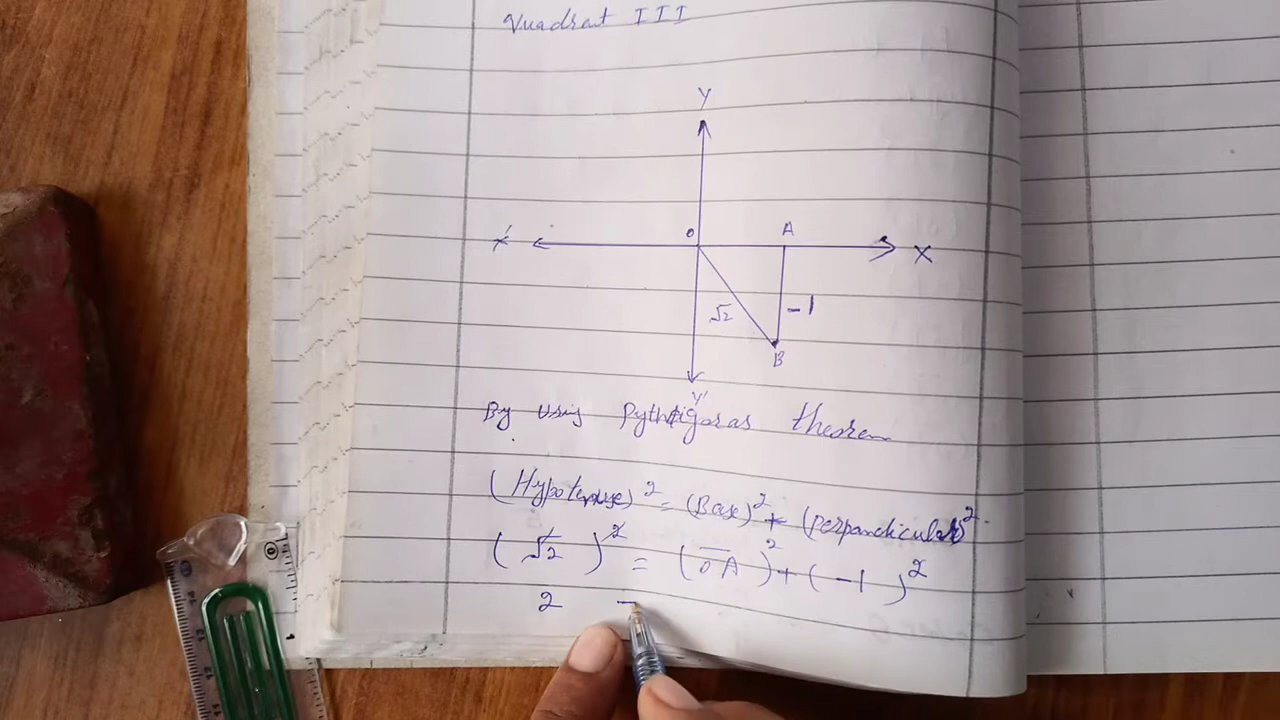 Quadrant III
Y
X' O A X
√2 -1
B
Y'
By using Pythagoras theorem
(Hypotenuse)² = (Base)² + (perpendicular)²
(√2)² = (OA)² + (-1)²
2 =